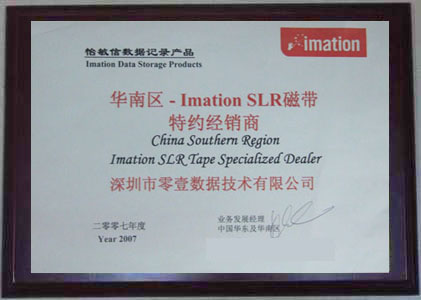 怡敏信数据记录产品
Imation Data Storage Products
imation
华南区 - Imation SLR磁带
特约经销商
China Southern Region
Imation SLR Tape Specialized Dealer
深圳市零壹数据技术有限公司
二零零七年度
Year 2007
业务发展经理
中国华东及华南区